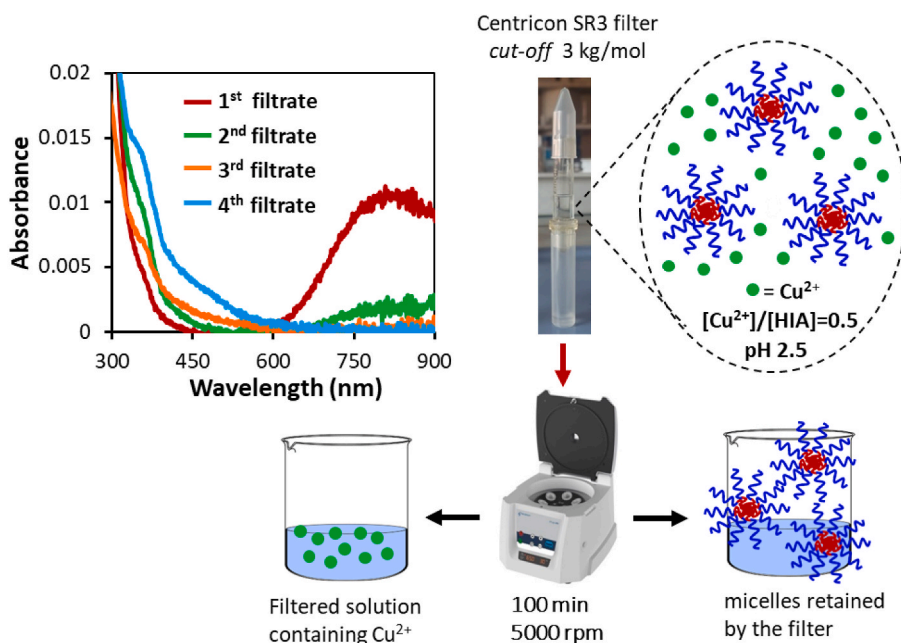 Centricon SR3 filter
cut-off 3 kg/mol
0.02
0.015
0.01
0.005
0
Absorbance
1st filtrate
2nd filtrate
3rd filtrate
4th filtrate
300 450 600 750 900
Wavelength (nm)
= Cu2+
[Cu2+]/[HIA]=0.5
pH 2.5
Filtered solution
containing Cu2+
100 min
5000 rpm
micelles retained
by the filter